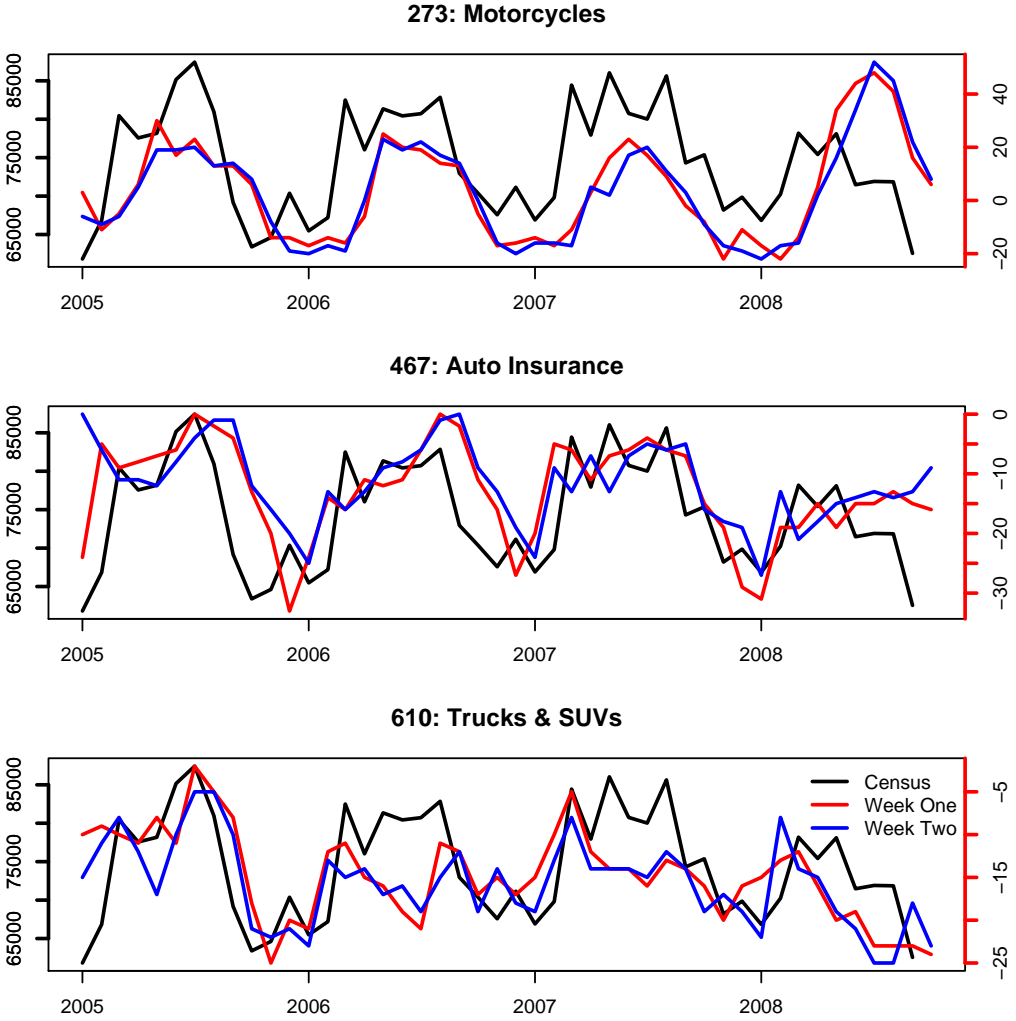 273: Motorcycles
85000
75000
65000
40
20
0
−20
2005 2006 2007 2008
467: Auto Insurance
85000
75000
65000
0
−10
−20
−30
2005 2006 2007 2008
610: Trucks & SUVs
85000
75000
65000
Census
Week One
Week Two
−5
−15
−25
2005 2006 2007 2008